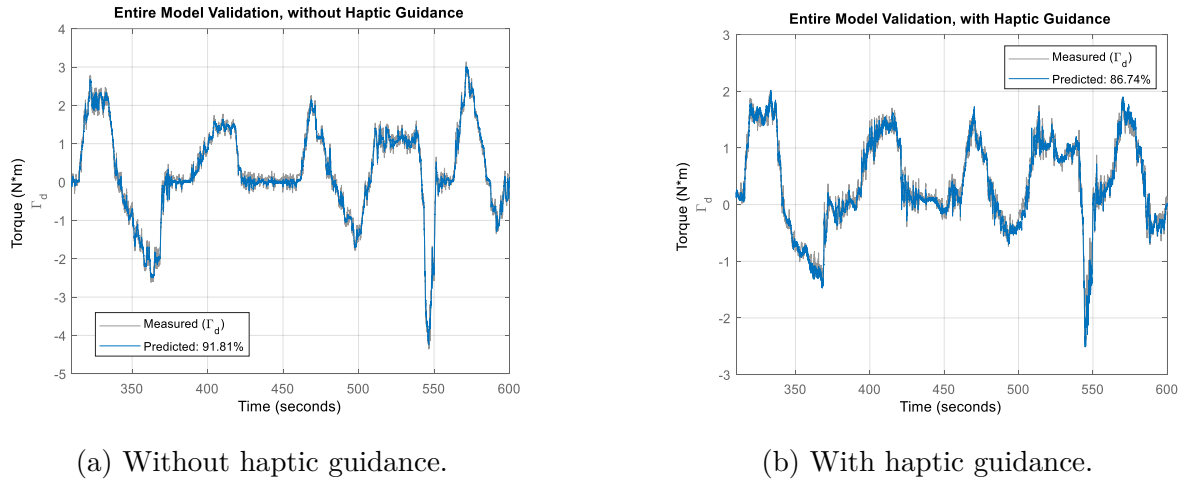 Entire Model Validation, without Haptic Guidance
4
3
2
1
0
-1
-2
-3
-4
-5
Torque (N*m)
Γd
Measured (Γd)
Predicted: 91.81%
350
400
450
500
550
600
Time (seconds)
(a) Without haptic guidance.
Entire Model Validation, with Haptic Guidance
3
2
1
0
-1
-2
-3
Torque (N*m)
Γd
Measured (Γd)
Predicted: 86.74%
350
400
450
500
550
600
Time (seconds)
(b) With haptic guidance.